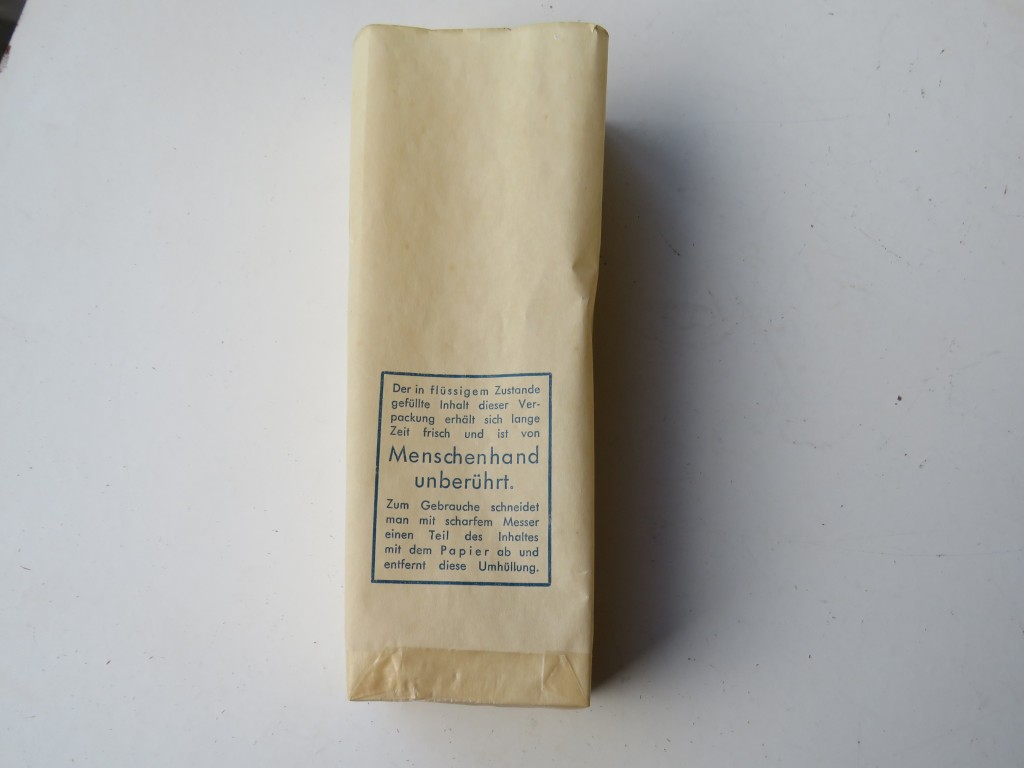 Der in flüssigem Zustande
gefüllte Inhalt dieser Ver-
packung erhält sich lange
Zeit frisch und ist von
Menschenhand
unberührt.
Zum Gebrauche schneidet
man mit scharfem Messer
einen Teil des Inhaltes
mit dem Papier ab und
entfernt diese Umhüllung.